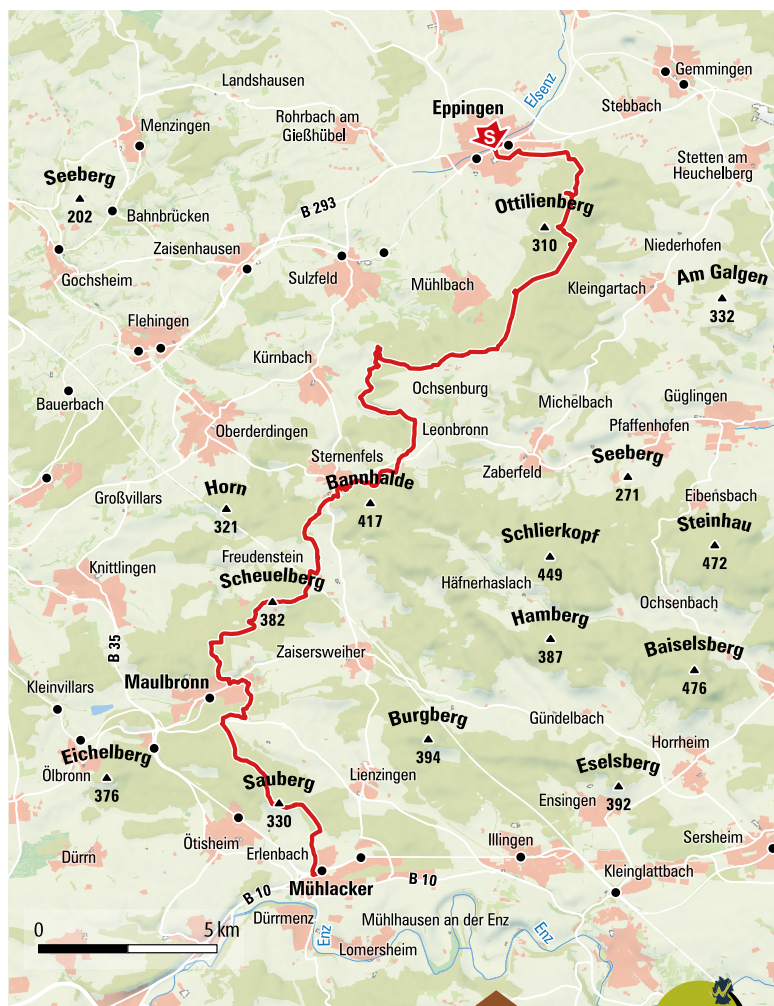 Landshausen
Gemmingen
Elsenz
Eppingen
Stebbach
Menzingen
Rohrbach am
Gießhübel
S
Stetten am
Heuchelberg
Seeberg
202
Bahnbrücken
B 293
Ottilienberg
310
Zaisenhausen
Niederhofen
Gochsheim
Sulzfeld
Mühlbach
Kleingartach
Am Galgen
332
Flehingen
Kürnbach
Ochsenburg
Michelbach
Güglingen
Bauerbach
Oberderdingen
Leonbronn
Pfaffenhofen
Sternenfels
Zaberfeld
Seeberg
271
Bannhalde
417
Großvillars
Horn
321
Eibensbach
Steinhau
472
Schlierkopf
449
Freudenstein
Knittlingen
Scheuelberg
382
Häfnerhaslach
Ochsenbach
Hamberg
387
B 35
Zaisersweiher
Baiselsberg
476
Kleinvillars
Maulbronn
Burgberg
394
Gündelbach
Horrheim
Eichelberg
376
Ölbronn
Sauberg
330
Lienzingen
Eselsberg
392
Ensingen
Ötisheim
Erlenbach
Illingen
Sersheim
Dürrn
Mühlacker
B 10
B 10
Kleinglattbach
Dürrmenz
Mühlhausen an der Enz
Enz
Enz
Lomersheim
0 5 km